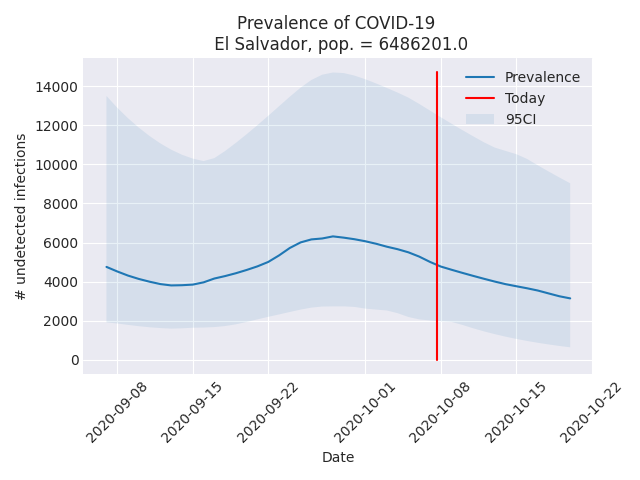 Prevalence of COVID-19
El Salvador, pop. = 6486201.0
Prevalence
Today
95CI
# undetected infections
14000
12000
10000
8000
6000
4000
2000
0
2020-09-08
2020-09-15
2020-09-22
2020-10-01
2020-10-08
2020-10-15
2020-10-22
Date